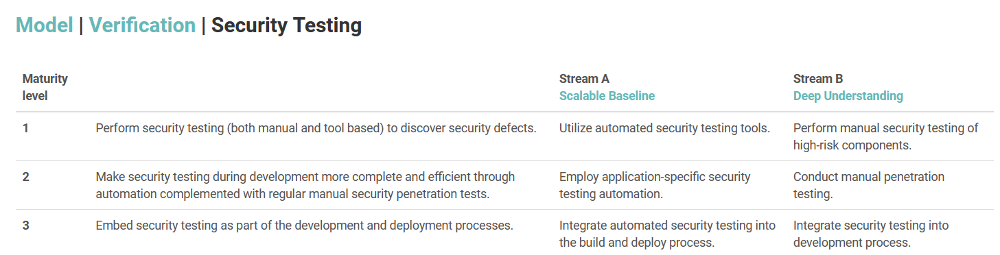 Model | Verification | Security Testing
Maturity
level
Stream A
Scalable Baseline
Stream B
Deep Understanding
1
Perform security testing (both manual and tool based) to discover security defects.
Utilize automated security testing tools.
Perform manual security testing of
high-risk components.
2
Make security testing during development more complete and efficient through
automation complemented with regular manual security penetration tests.
Employ application-specific security
testing automation.
Conduct manual penetration
testing.
3
Embed security testing as part of the development and deployment processes.
Integrate automated security testing into
the build and deploy process.
Integrate security testing into
development process.